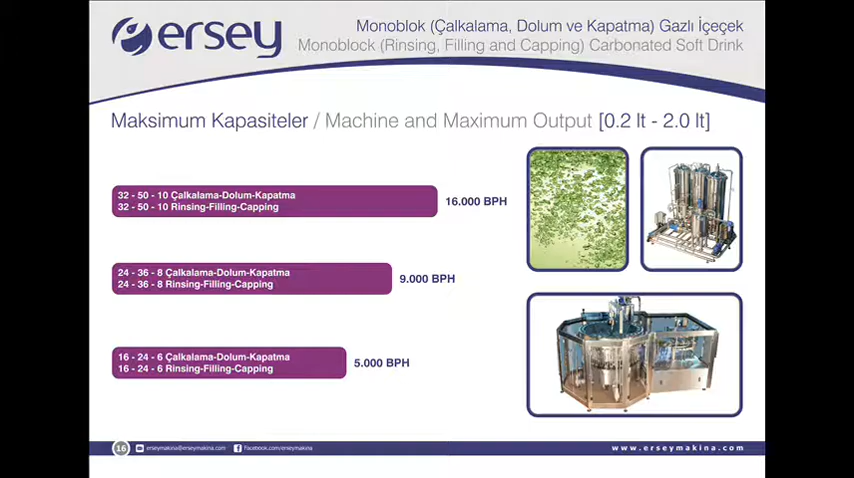 ersey
Monoblok (Çalkalama, Dolum ve Kapatma) Gazlı İçeçek
Monoblock (Rinsing, Filling and Capping) Carbonated Soft Drink
Maksimum Kapasiteler / Machine and Maximum Output [0.2 lt - 2.0 lt]
32 - 50 - 10 Çalkalama-Dolum-Kapatma
32 - 50 - 10 Rinsing-Filling-Capping
16.000 BPH
24 - 36 - 8 Çalkalama-Dolum-Kapatma
24 - 36 - 8 Rinsing-Filling-Capping
9.000 BPH
16 - 24 - 6 Çalkalama-Dolum-Kapatma
16 - 24 - 6 Rinsing-Filling-Capping
5.000 BPH
16 erseymakina@erseymakina.com Facebook.com/erseymakina www.erseymakina.com